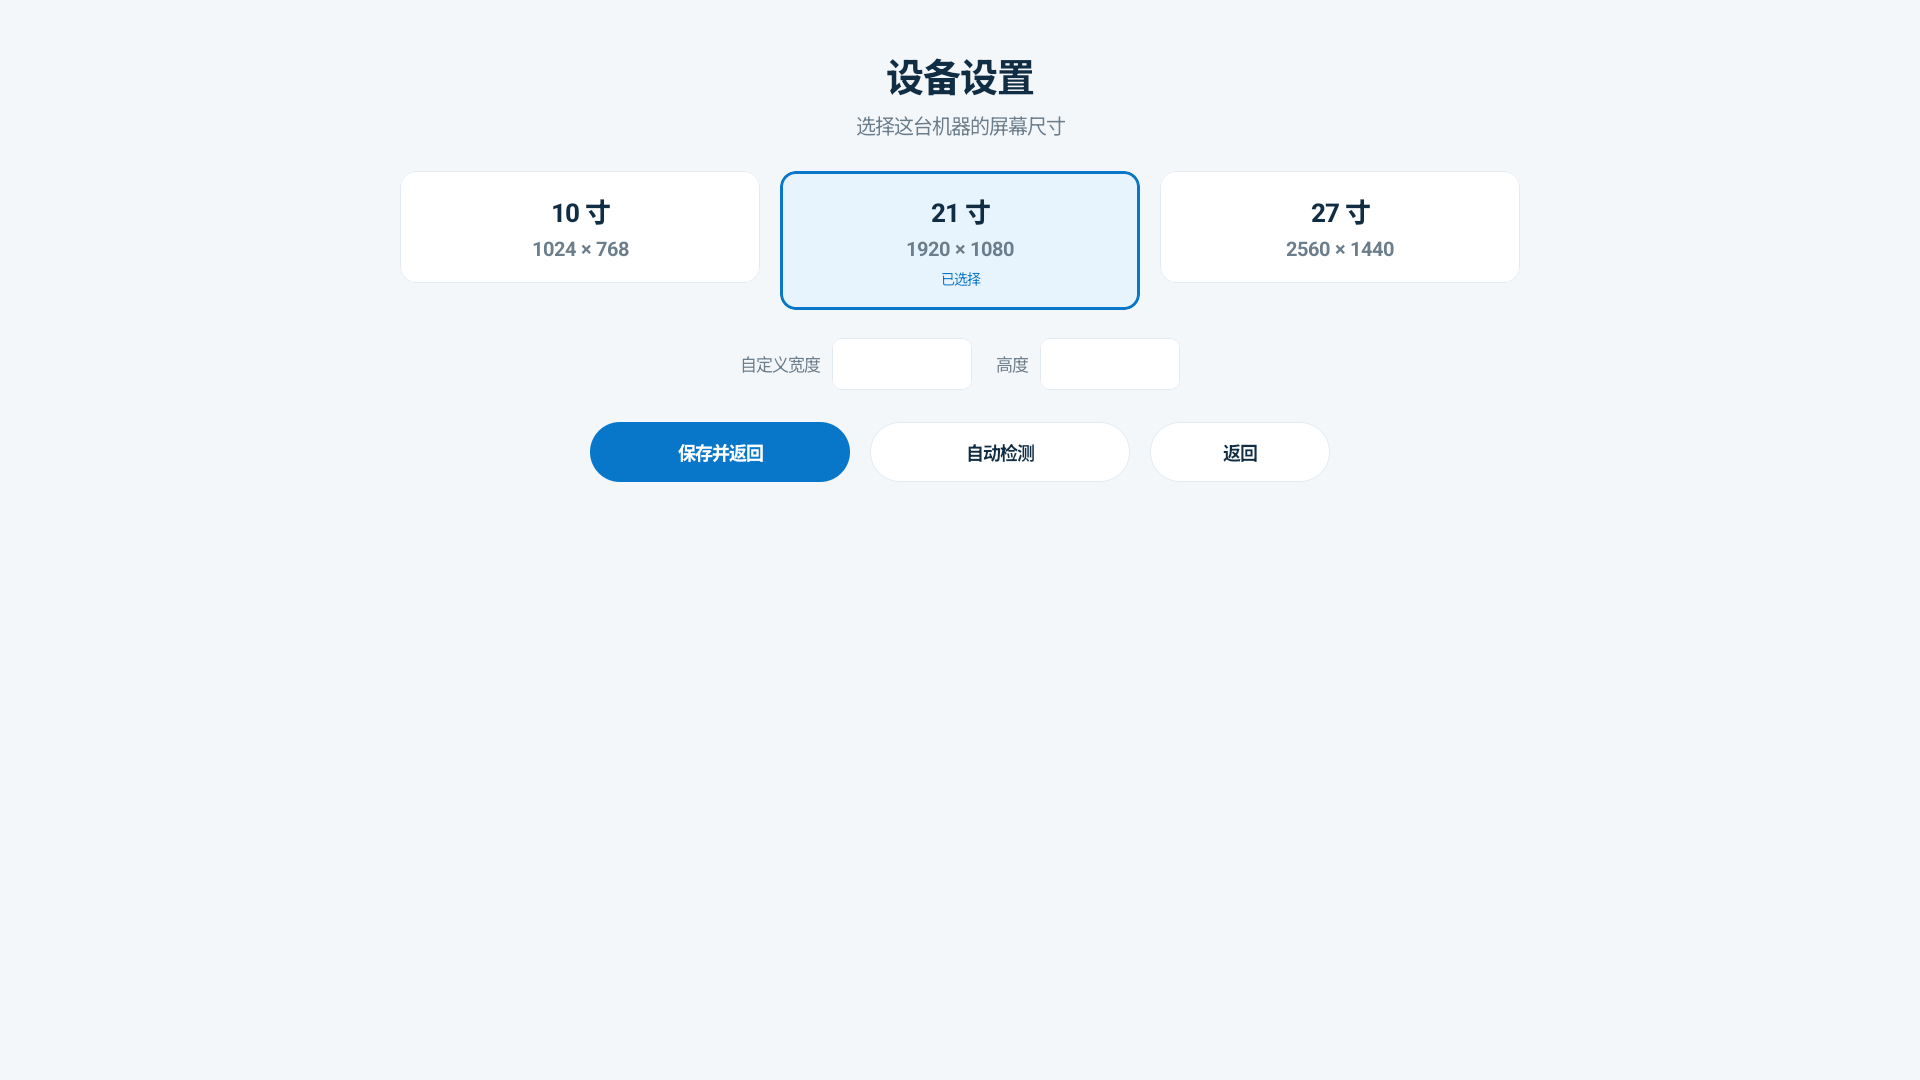 设备设置
选择这台机器的屏幕尺寸
10 寸
1024 × 768
21 寸
1920 × 1080
已选择
27 寸
2560 × 1440
自定义宽度
高度
保存并返回
自动检测
返回